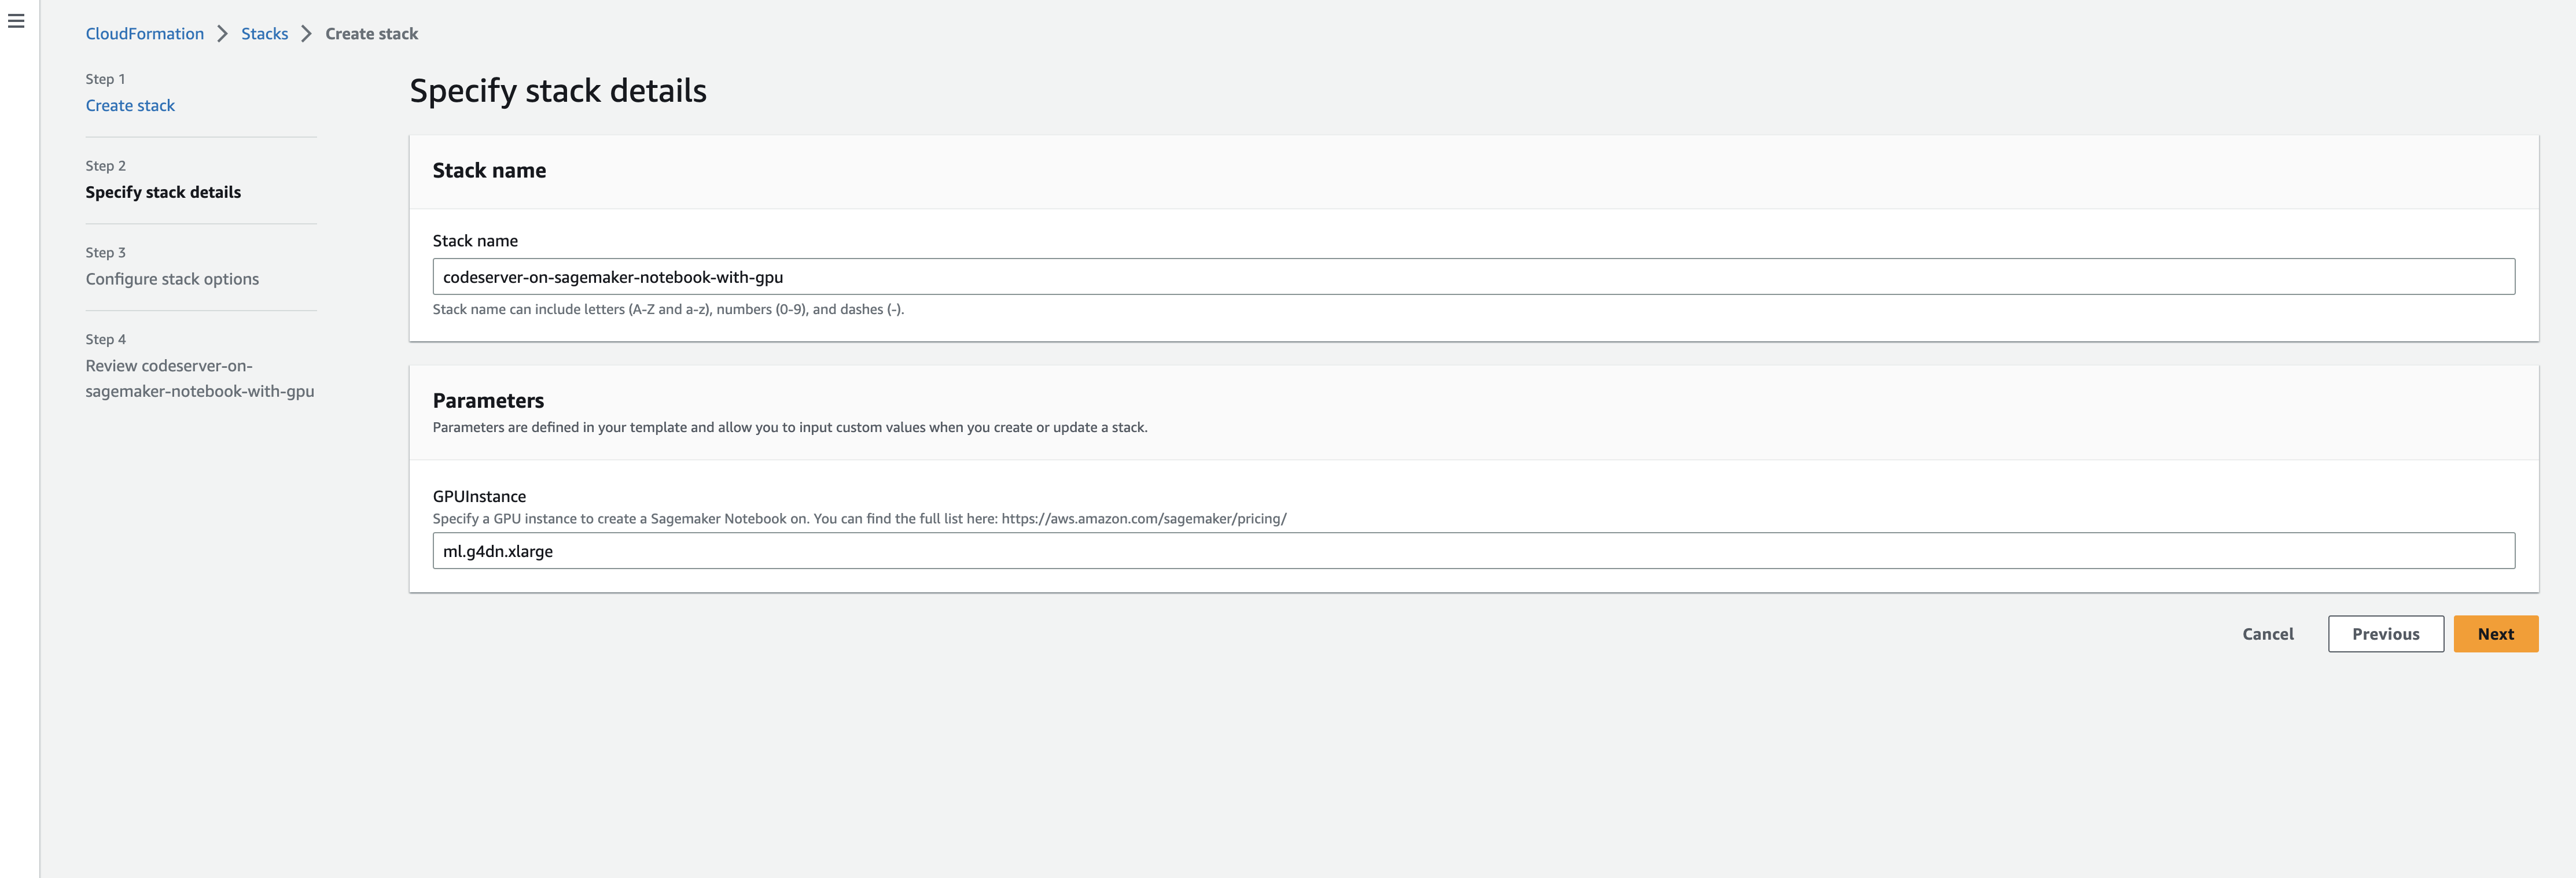 CloudFormation > Stacks > Create stack
Step 1
Create stack
Step 2
Specify stack details
Step 3
Configure stack options
Step 4
Review codeserver-on-
sagemaker-notebook-with-gpu
Specify stack details
Stack name
Stack name
codeserver-on-sagemaker-notebook-with-gpu
Stack name can include letters (A-Z and a-z), numbers (0-9), and dashes (-).
Parameters
Parameters are defined in your template and allow you to input custom values when you create or update a stack.
GPUInstance
Specify a GPU instance to create a Sagemaker Notebook on. You can find the full list here: https://aws.amazon.com/sagemaker/pricing/
ml.g4dn.xlarge
Cancel Previous Next